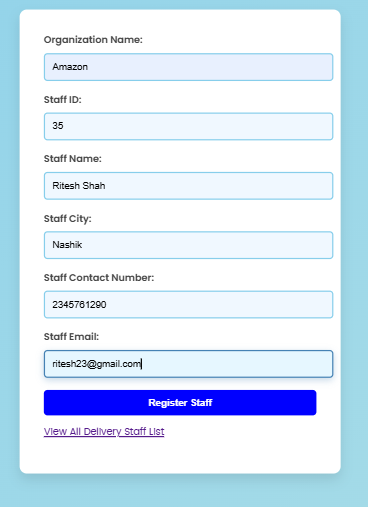 Organization Name:
Amazon
Staff ID:
35
Staff Name:
Ritesh Shah
Staff City:
Nashik
Staff Contact Number:
2345761290
Staff Email:
ritesh23@gmail.com
Register Staff
View All Delivery Staff List